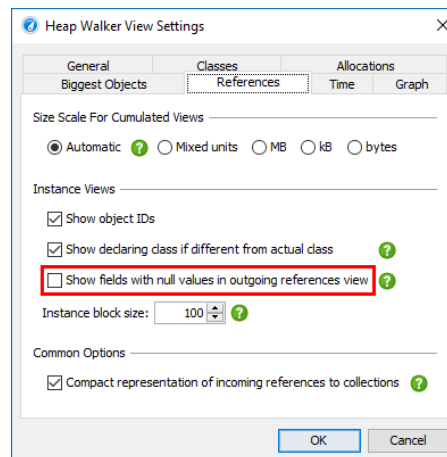 Heap Walker View Settings
General Classes Allocations
Biggest Objects References Time Graph
Size Scale For Cumulated Views
Automatic ? Mixed units MB kB bytes
Instance Views
Show object IDs
Show declaring class if different from actual class ?
Show fields with null values in outgoing references view ?
Instance block size: 100 ?
Common Options
Compact representation of incoming references to collections ?
OK Cancel